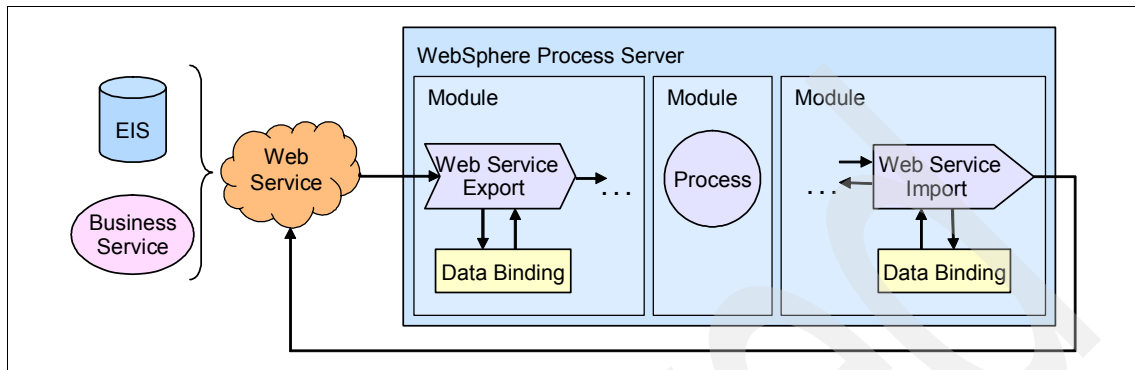 WebSphere Process Server
Module
Module
Module
EIS
Business
Service
Web
Service
Web Service
Export
. . .
Data Binding
Process
. . .
Web Service
Import
Data Binding